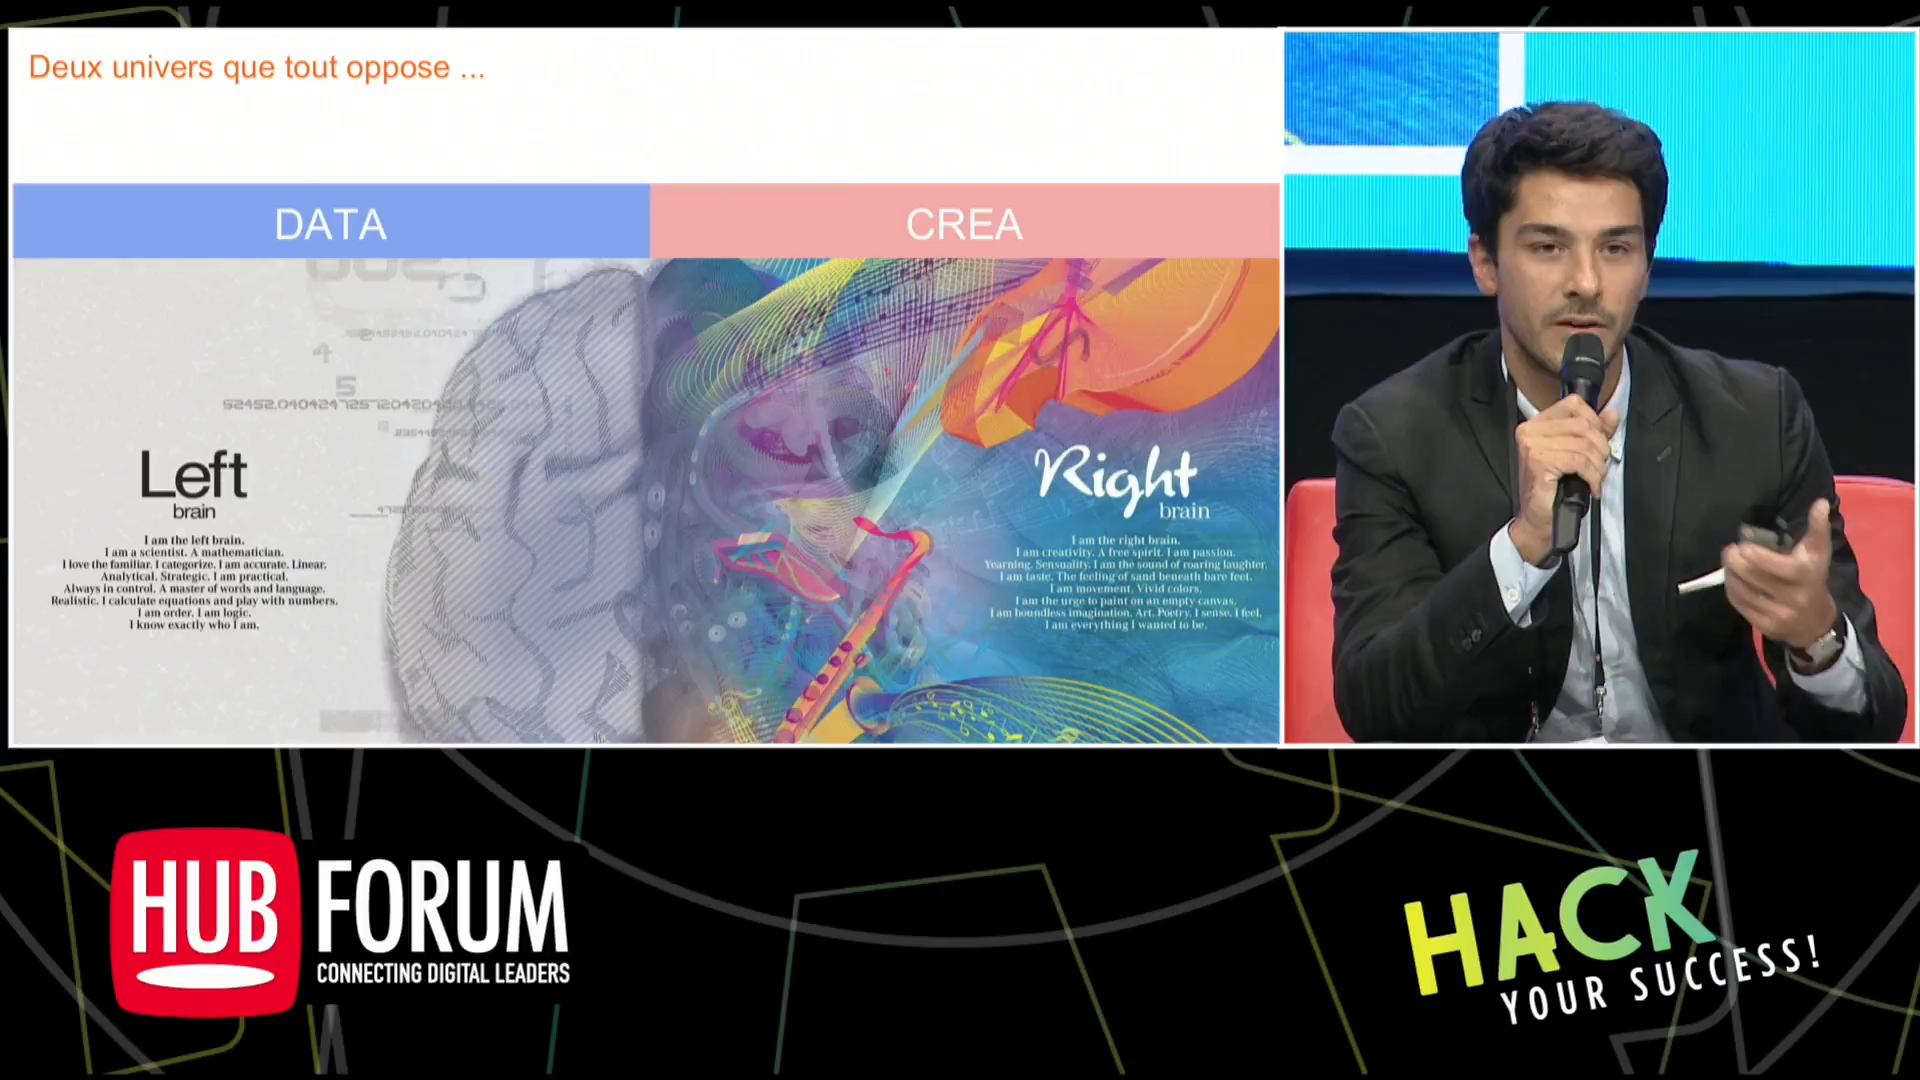 Deux univers que tout oppose ...
DATA
CREA
Left
brain
I am the left brain.
I am a scientist. A mathematician.
I love the familiar. I categorize. I am accurate. Linear.
Analytical. Strategic. I am practical.
Always in control. A master of words and language.
Realistic. I calculate equations and play with numbers.
I am order. I am logic.
I know exactly who I am.
Right
brain
I am the right brain.
I am creativity. A free spirit. I am passion.
Yearning. Sensuality. I am the sound of roaring laughter.
I am taste. The feeling of sand beneath bare feet.
I am movement. Vivid colors.
I am the urge to paint on an empty canvas.
I am boundless imagination. Art. Poetry. I sense. I feel.
I am everything I wanted to be.
4
5
HUB FORUM
CONNECTING DIGITAL LEADERS
HACK
YOUR SUCCESS!